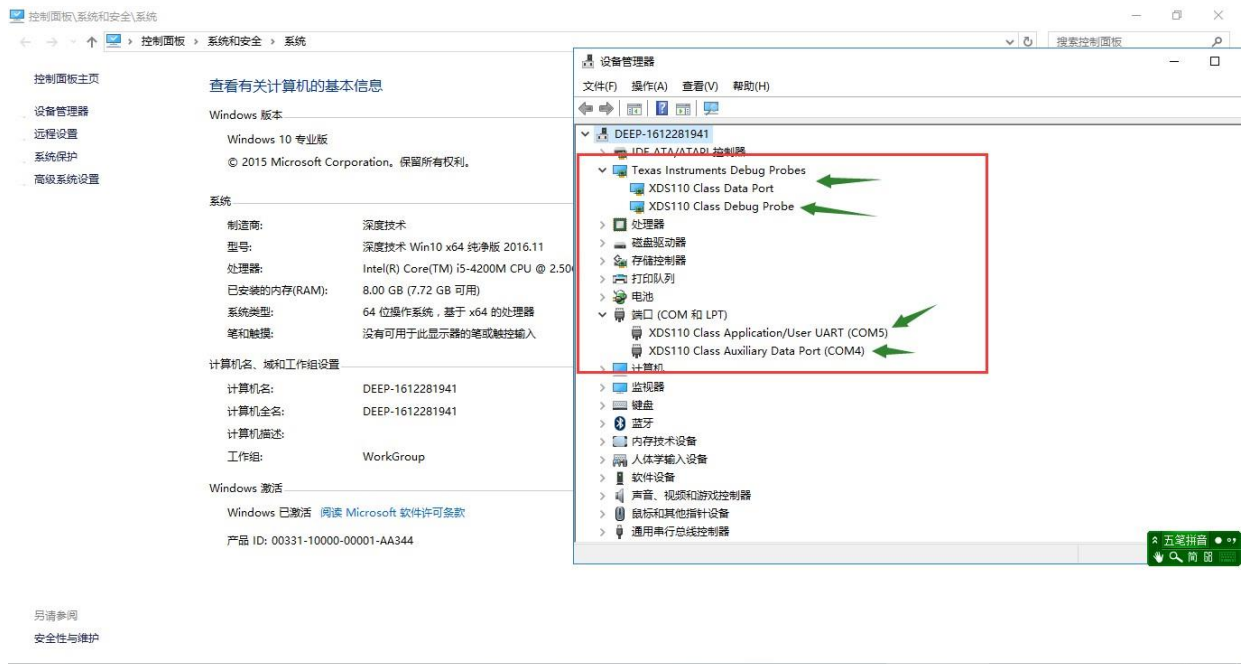 控制面板\系统和安全\系统
控制面板 › 系统和安全 › 系统
搜索控制面板
控制面板主页
设备管理器
远程设置
系统保护
高级系统设置
查看有关计算机的基本信息
Windows 版本
Windows 10 专业版
© 2015 Microsoft Corporation。保留所有权利。
系统
制造商: 深度技术
型号: 深度技术 Win10 x64 纯净版 2016.11
处理器: Intel(R) Core(TM) i5-4200M CPU @ 2.50
已安装的内存(RAM): 8.00 GB (7.72 GB 可用)
系统类型: 64 位操作系统，基于 x64 的处理器
笔和触摸: 没有可用于此显示器的笔或触控输入
计算机名、域和工作组设置
计算机名: DEEP-1612281941
计算机全名: DEEP-1612281941
计算机描述:
工作组: WorkGroup
Windows 激活
Windows 已激活 阅读 Microsoft 软件许可条款
产品 ID: 00331-10000-00001-AA344
另请参阅
安全性与维护
设备管理器
文件(F) 操作(A) 查看(V) 帮助(H)
DEEP-1612281941
IDE ATA/ATAPI 控制器
Texas Instruments Debug Probes
XDS110 Class Data Port
XDS110 Class Debug Probe
处理器
磁盘驱动器
存储控制器
打印队列
电池
端口 (COM 和 LPT)
XDS110 Class Application/User UART (COM5)
XDS110 Class Auxiliary Data Port (COM4)
计算机
监视器
键盘
蓝牙
内存技术设备
人体学输入设备
软件设备
声音、视频和游戏控制器
鼠标和其他指针设备
通用串行总线控制器
五笔拼音
简